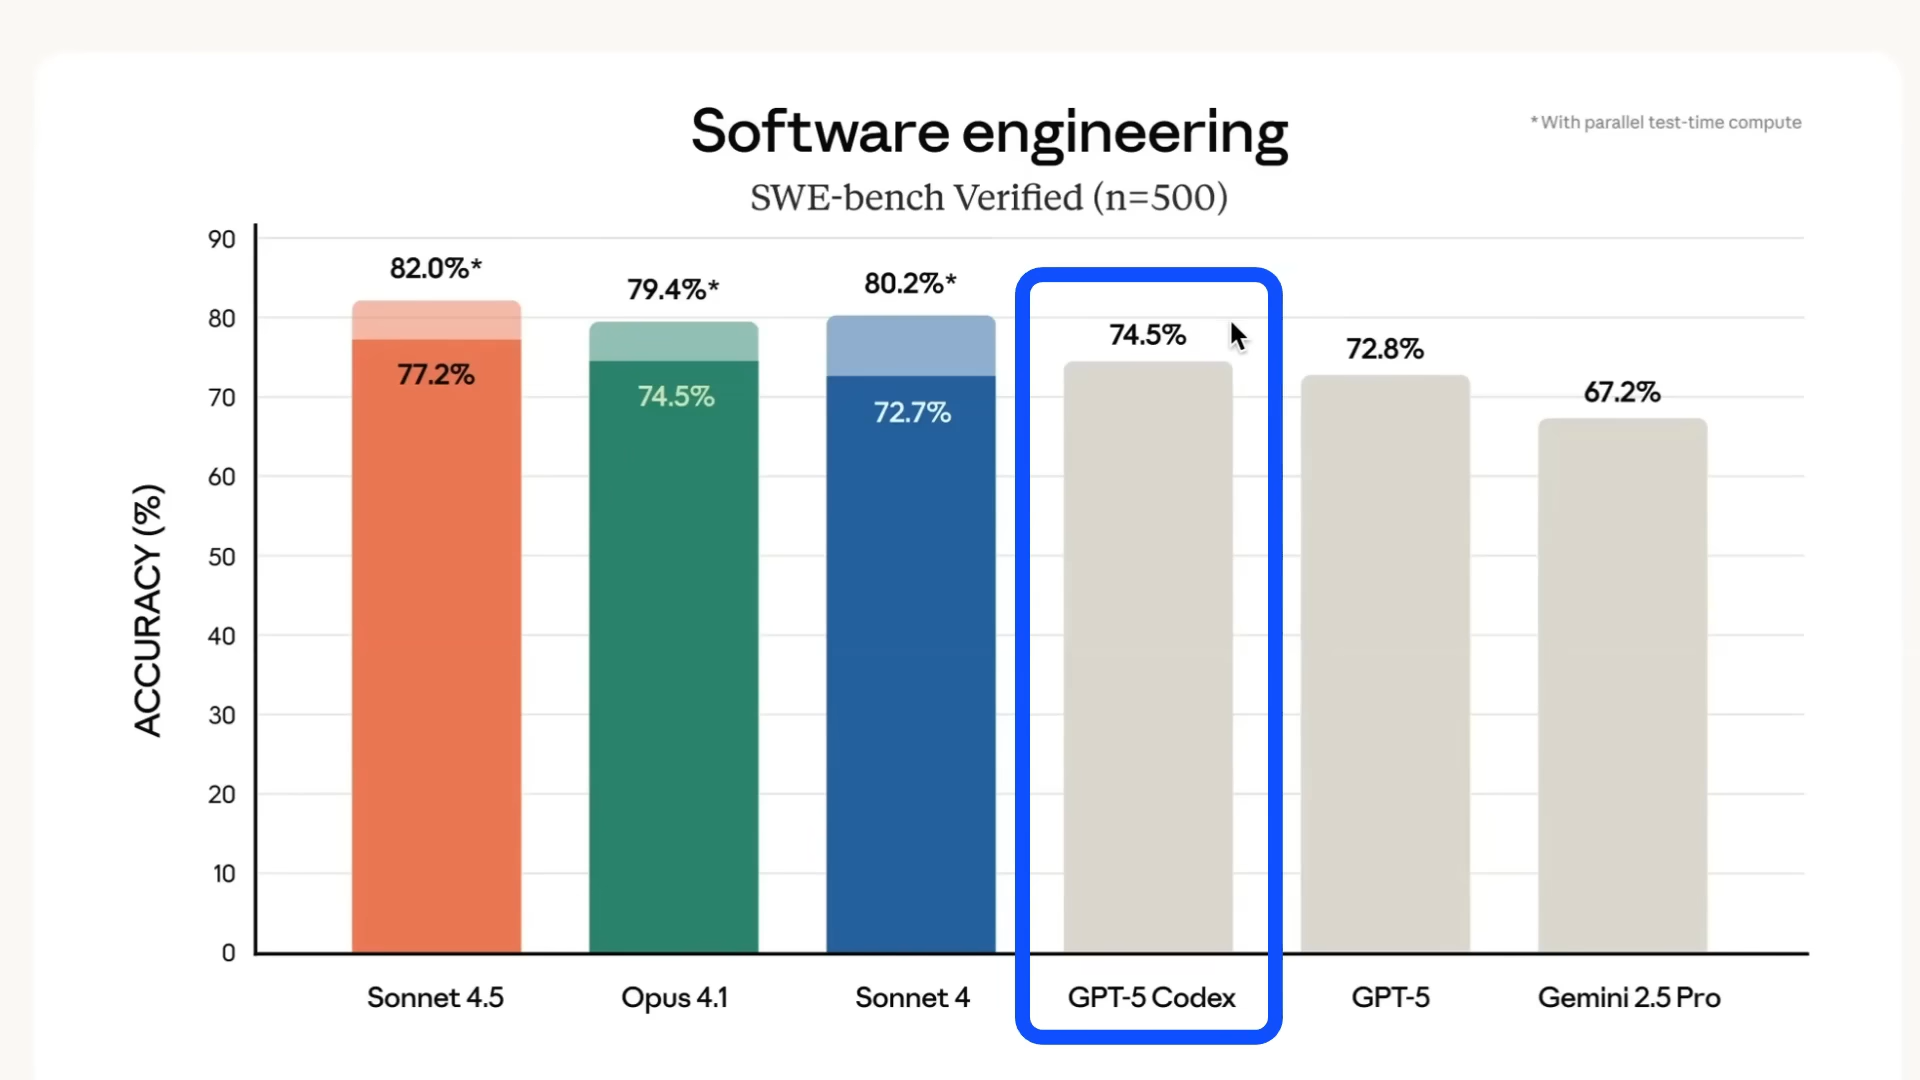 Software engineering
* With parallel test-time compute
SWE-bench Verified (n=500)
ACCURACY (%)
90
80
70
60
50
40
30
20
10
0
82.0%*
77.2%
79.4%*
74.5%
80.2%*
72.7%
74.5%
72.8%
67.2%
Sonnet 4.5
Opus 4.1
Sonnet 4
GPT-5 Codex
GPT-5
Gemini 2.5 Pro